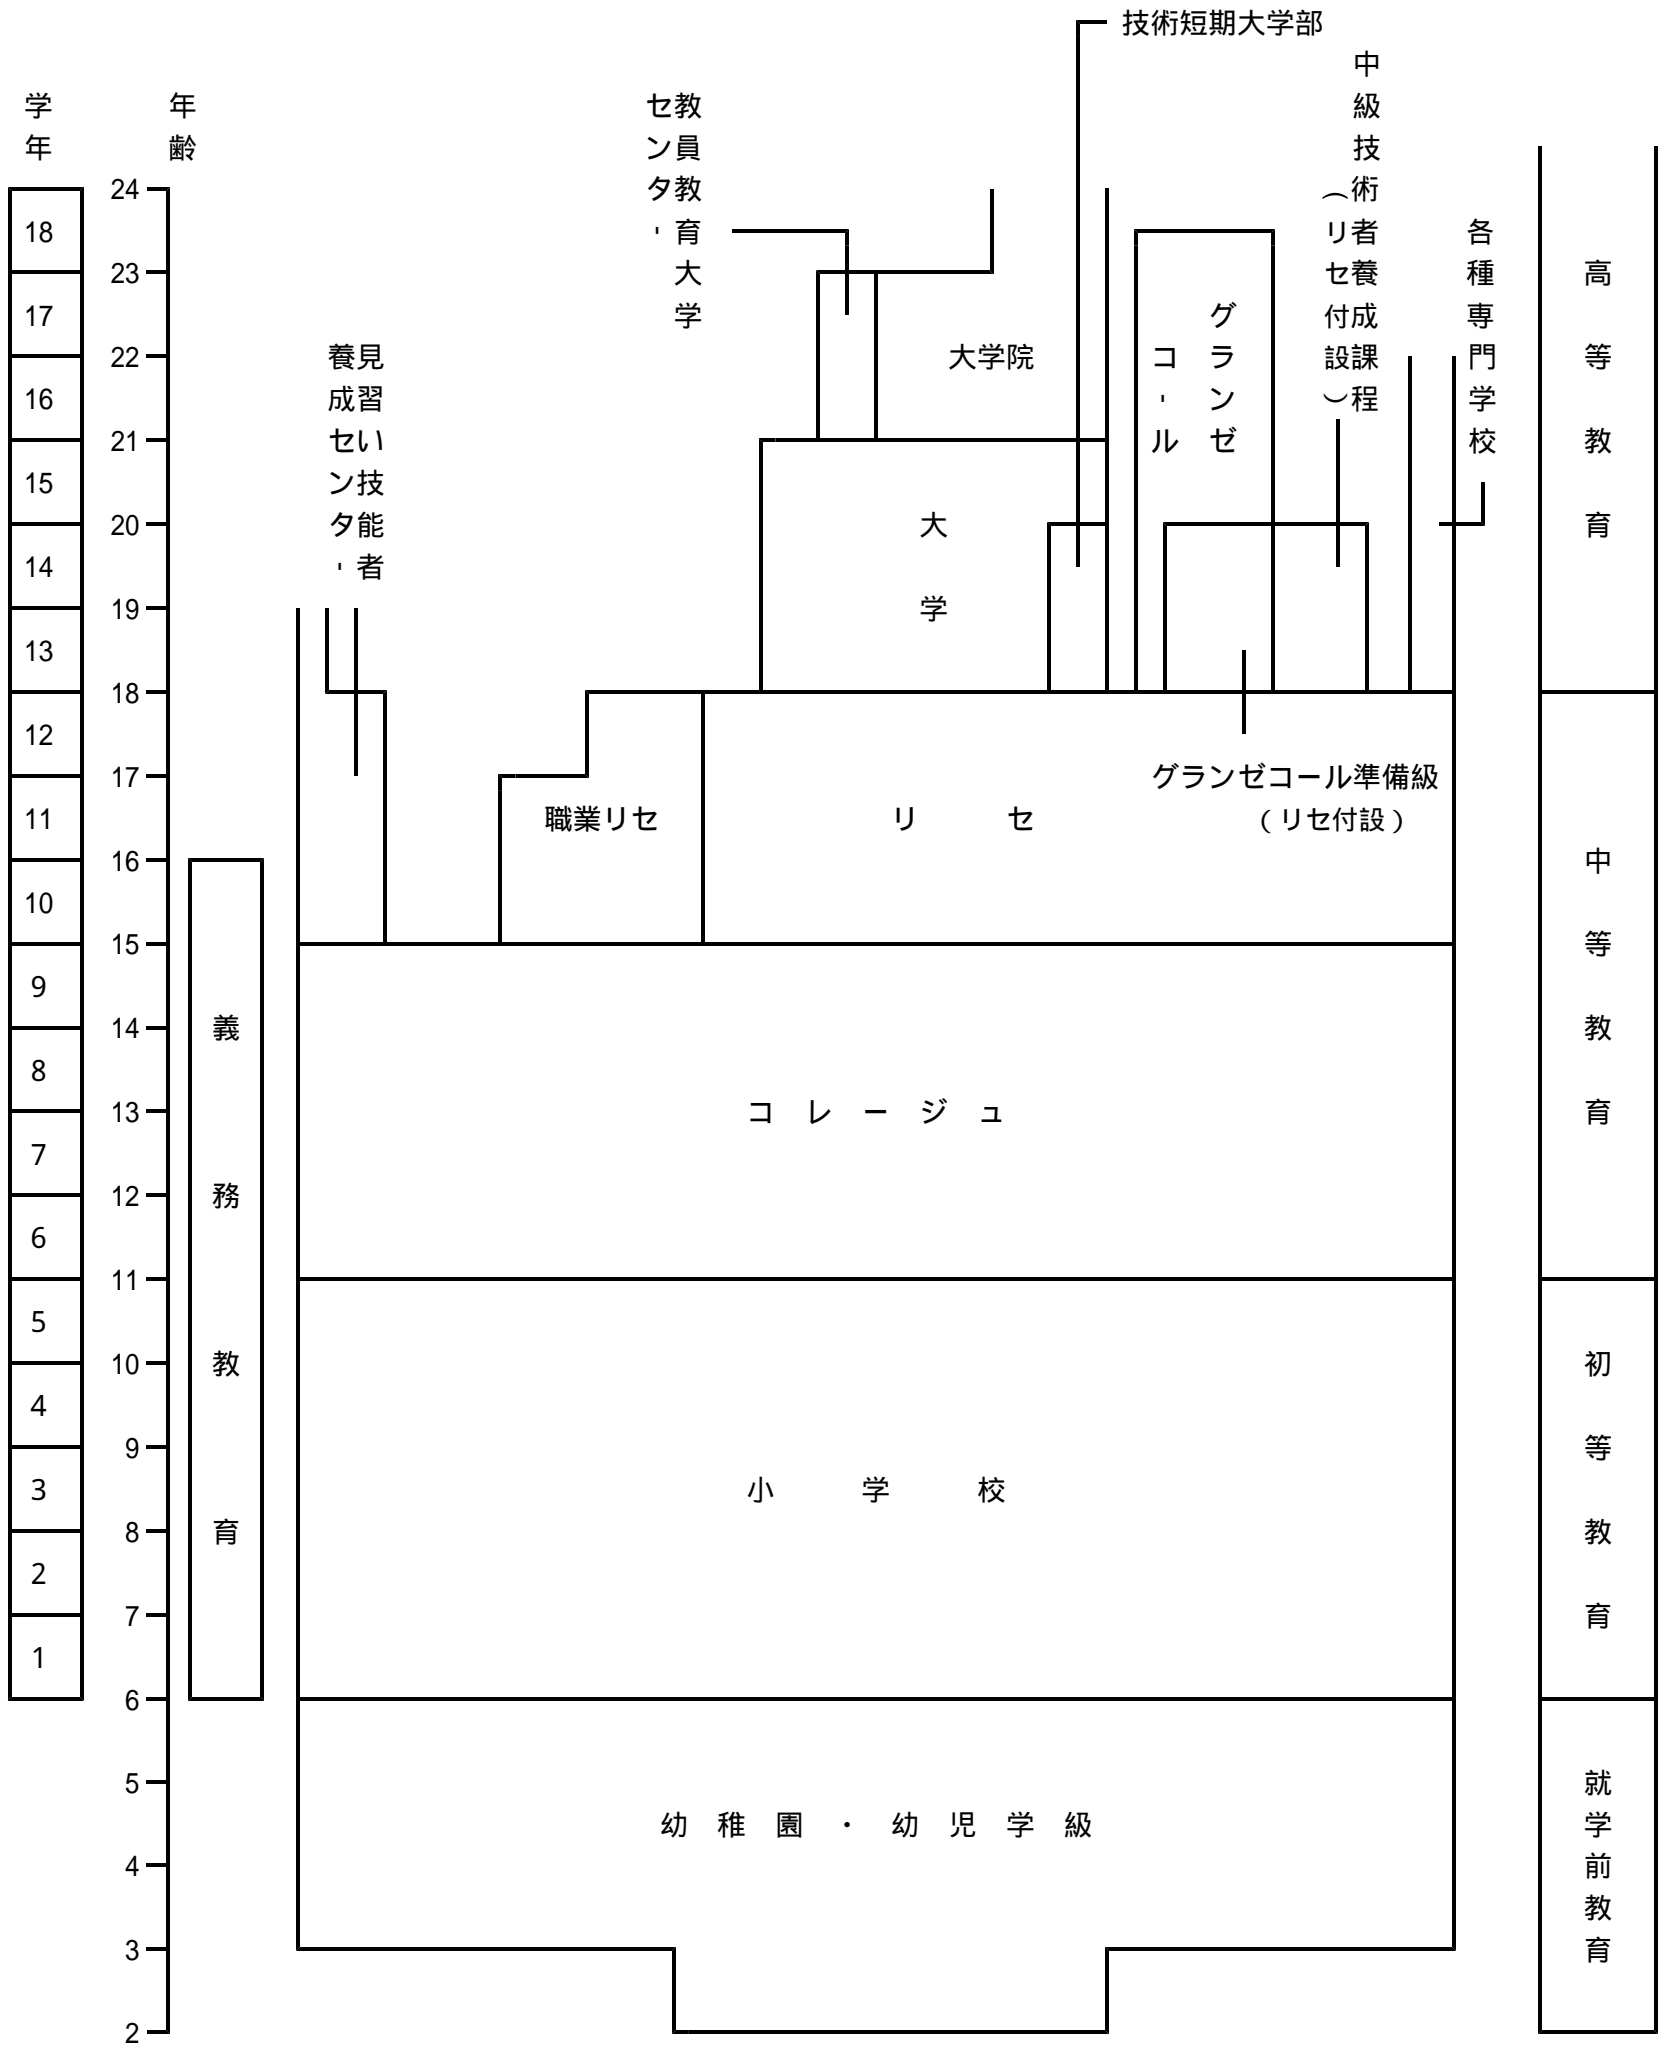 技術短期大学部
学年
年齢
教員教育大学
センタ-
中級技術者養成課程
（リセ付設）
各種専門学校
グランゼ
コ-ル
見習い技能者
養成センタ-
大学院
大学
24
18
23
17
22
16
21
15
20
14
19
13
18
12
17
11
16
10
15
9
14
8
13
7
12
6
11
5
10
4
9
3
8
2
7
1
6
5
4
3
2
グランゼコール準備級
（リセ付設）
職業リセ
リセ
コレージュ
小学校
幼稚園・幼児学級
義務教育
高等教育
中等教育
初等教育
就学前教育